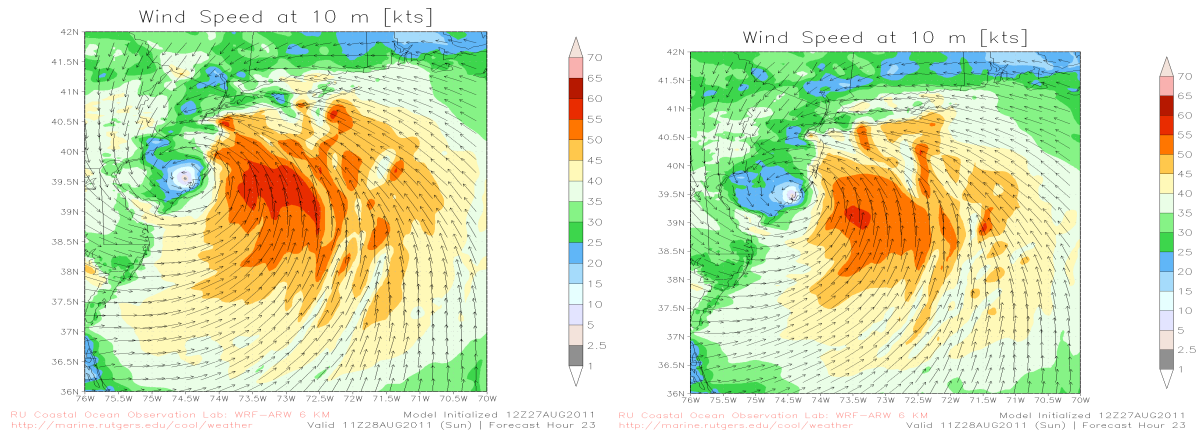 Wind Speed at 10 m [kts]
42N
41.5N
41N
40.5N
40N
39.5N
39N
38.5N
38N
37.5N
37N
36.5N
36N
76W 75.5W 75W 74.5W 74W 73.5W 73W 72.5W 72W 71.5W 71W 70.5W 70W
70
65
60
55
50
45
40
35
30
25
20
15
10
5
2.5
1
RU Coastal Ocean Observation Lab: WRF-ARW 6 KM
Model Initialized 12Z27AUG2011
http://marine.rutgers.edu/cool/weather
Valid 11Z28AUG2011 (Sun) | Forecast Hour 23
Wind Speed at 10 m [kts]
42N
41.5N
41N
40.5N
40N
39.5N
39N
38.5N
38N
37.5N
37N
36.5N
36N
76W 75.5W 75W 74.5W 74W 73.5W 73W 72.5W 72W 71.5W 71W 70.5W 70W
70
65
60
55
50
45
40
35
30
25
20
15
10
5
2.5
1
RU Coastal Ocean Observation Lab: WRF-ARW 6 KM
Model Initialized 12Z27AUG2011
http://marine.rutgers.edu/cool/weather
Valid 11Z28AUG2011 (Sun) | Forecast Hour 23